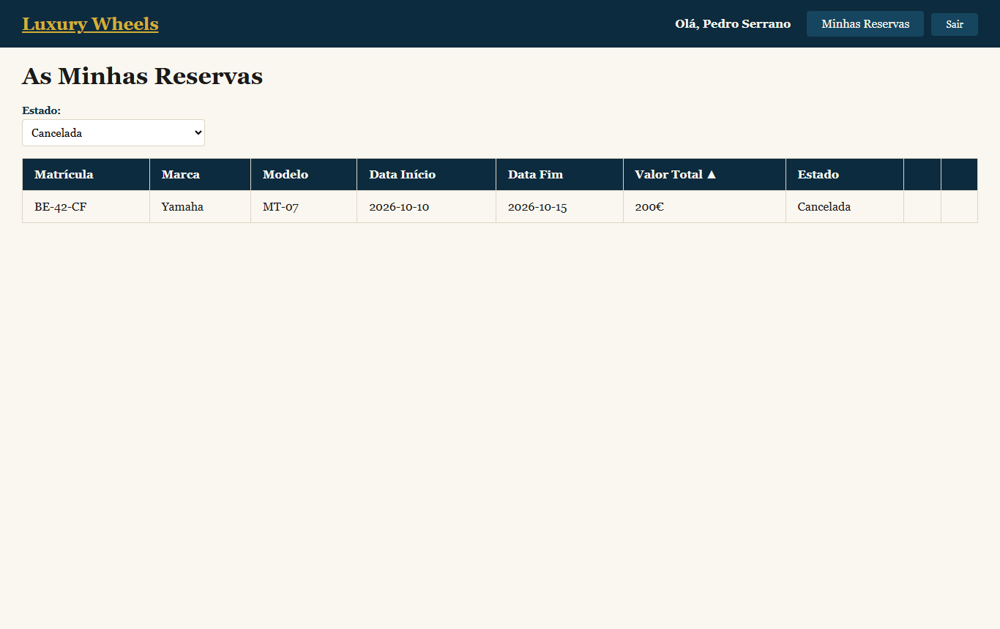 Luxury Wheels Olá, Pedro Serrano Minhas Reservas Sair
As Minhas Reservas
Estado:
Cancelada
Matrícula Marca Modelo Data Início Data Fim Valor Total ▲ Estado
BE-42-CF Yamaha MT-07 2026-10-10 2026-10-15 200€ Cancelada